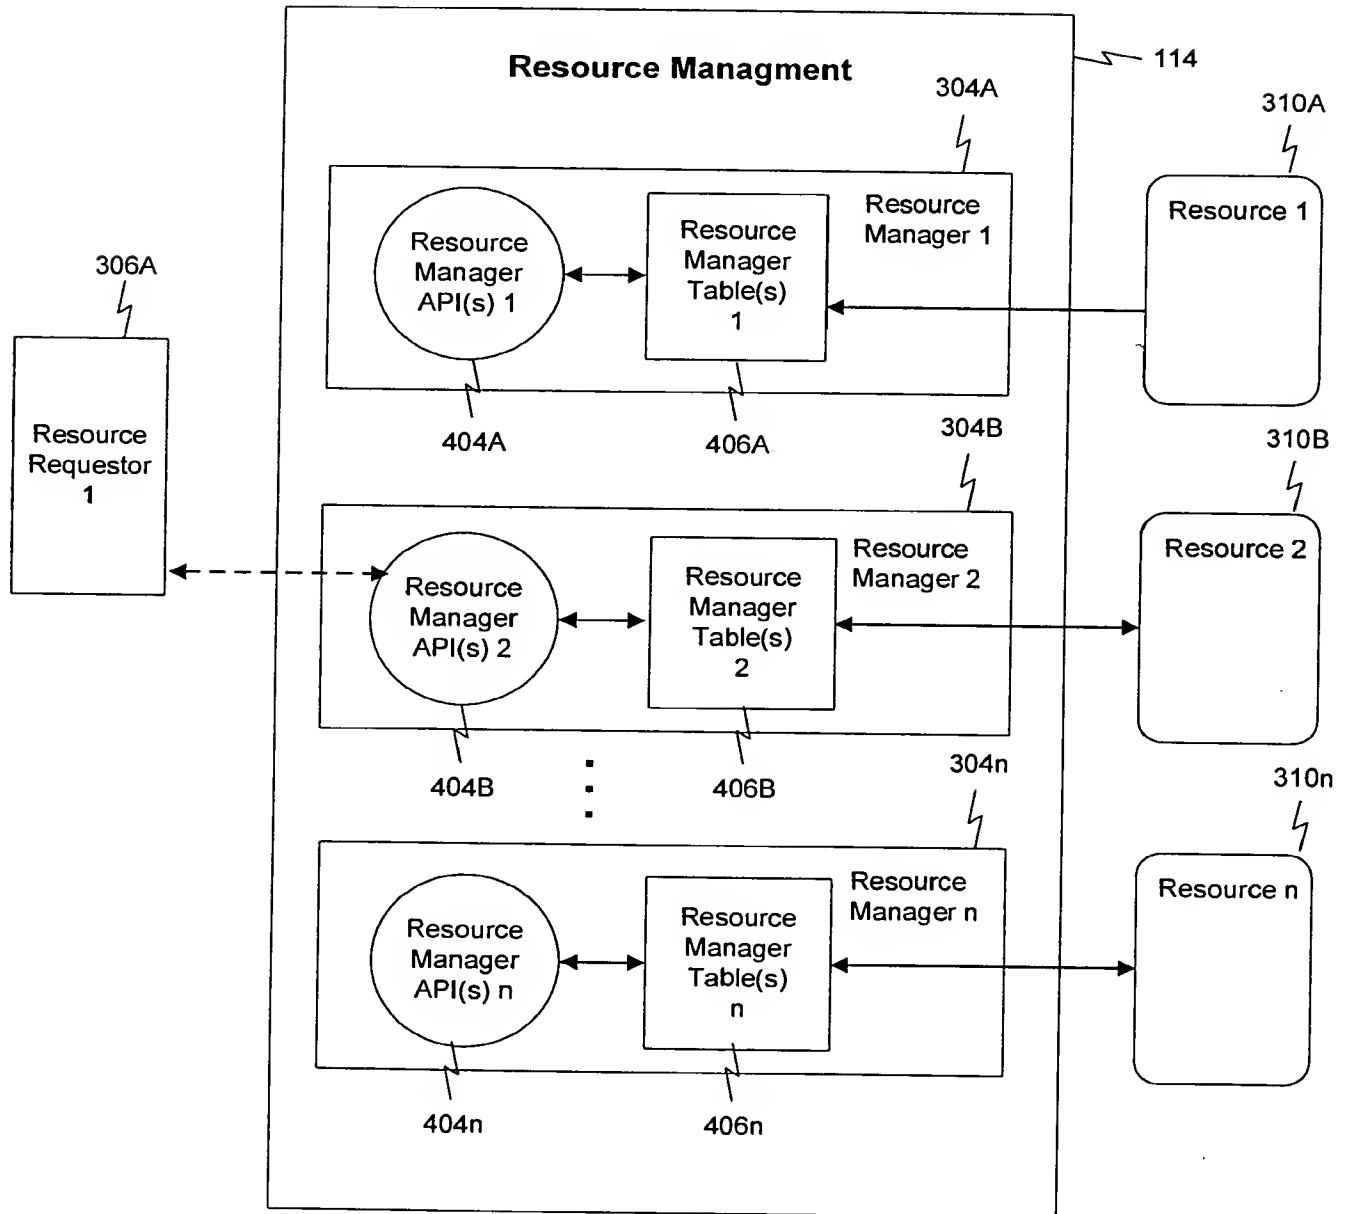 Resource Managment
114
304A
310A
Resource
Manager
API(s) 1
Resource
Manager
Table(s)
1
Resource
Manager 1
Resource 1
306A
Resource
Requestor
1
404A
406A
304B
310B
Resource
Manager
API(s) 2
Resource
Manager
Table(s)
2
Resource
Manager 2
Resource 2
404B
406B
304n
310n
Resource
Manager
API(s) n
Resource
Manager
Table(s)
n
Resource
Manager n
Resource n
404n
406n